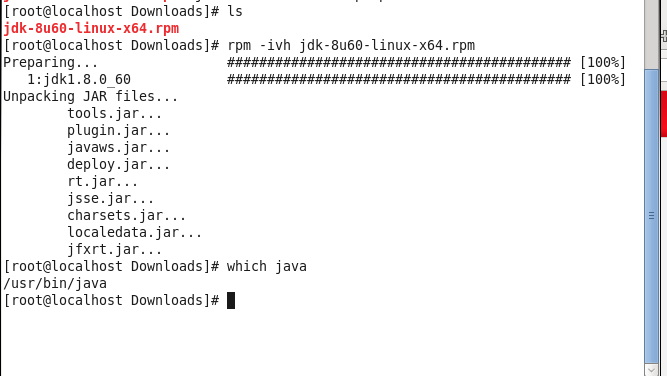 [root@localhost Downloads]# ls
jdk-8u60-linux-x64.rpm
[root@localhost Downloads]# rpm -ivh jdk-8u60-linux-x64.rpm
Preparing... ########################################### [100%]
1:jdk1.8.0_60 ########################################### [100%]
Unpacking JAR files...
tools.jar...
plugin.jar...
javaws.jar...
deploy.jar...
rt.jar...
jsse.jar...
charsets.jar...
localedata.jar...
jfxrt.jar...
[root@localhost Downloads]# which java
/usr/bin/java
[root@localhost Downloads]#